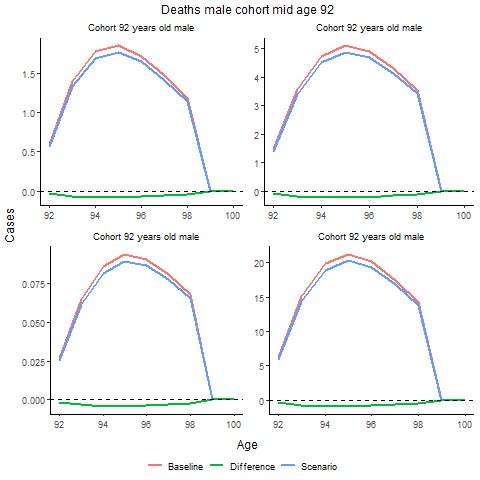 Deaths male cohort mid age 92
Cohort 92 years old male
Cohort 92 years old male
1.5
1.0
0.5
0.0
92 94 96 98 100
5
4
3
2
1
0
92 94 96 98 100
Cases
Cohort 92 years old male
Cohort 92 years old male
0.075
0.050
0.025
0.000
92 94 96 98 100
20
15
10
5
0
92 94 96 98 100
Age
Baseline Difference Scenario